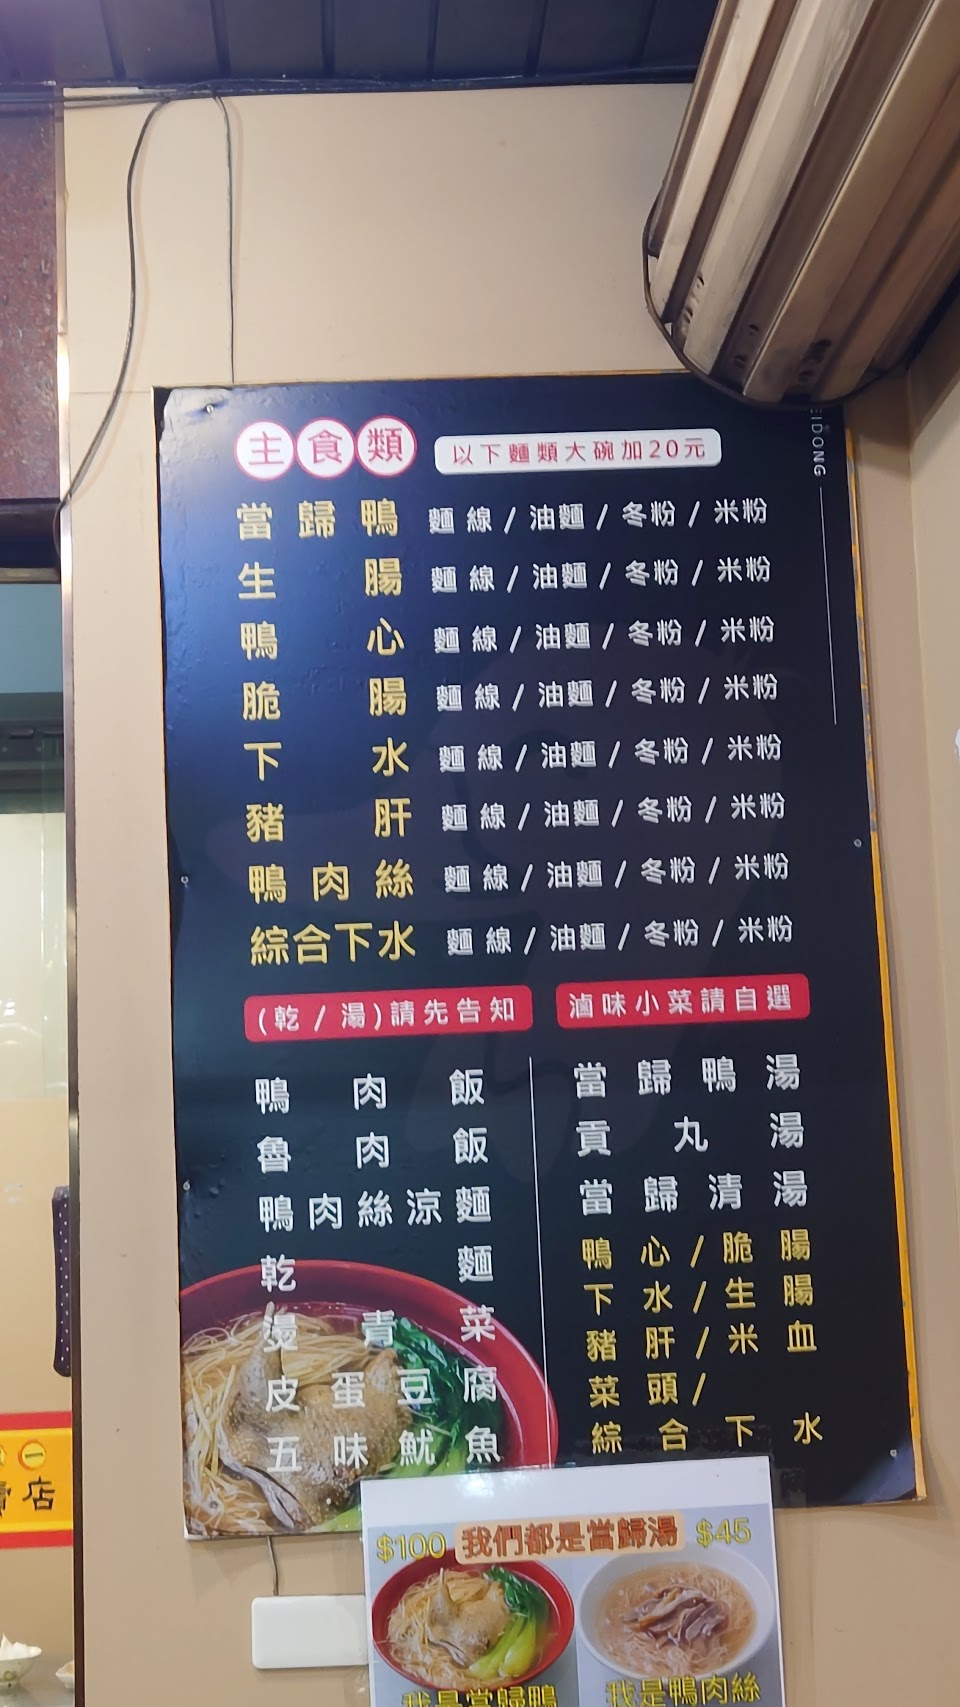 主食類 以下麵類大碗加20元
EIDONG
當歸鴨 麵線/油麵/冬粉/米粉
生腸 麵線/油麵/冬粉/米粉
鴨心 麵線/油麵/冬粉/米粉
脆腸 麵線/油麵/冬粉/米粉
下水 麵線/油麵/冬粉/米粉
豬肝 麵線/油麵/冬粉/米粉
鴨肉絲 麵線/油麵/冬粉/米粉
綜合下水 麵線/油麵/冬粉/米粉
(乾/湯)請先告知
滷味小菜請自選
鴨肉飯
魯肉飯
鴨肉絲涼麵
乾麵
燙青菜
皮蛋豆腐
五味魷魚
當歸鴨湯
貢丸湯
當歸清湯
鴨心/脆腸
下水/生腸
豬肝/米血
菜頭/
綜合下水
$100 我們都是當歸湯 $45
我是當歸鴨 我是鴨肉絲
一
店